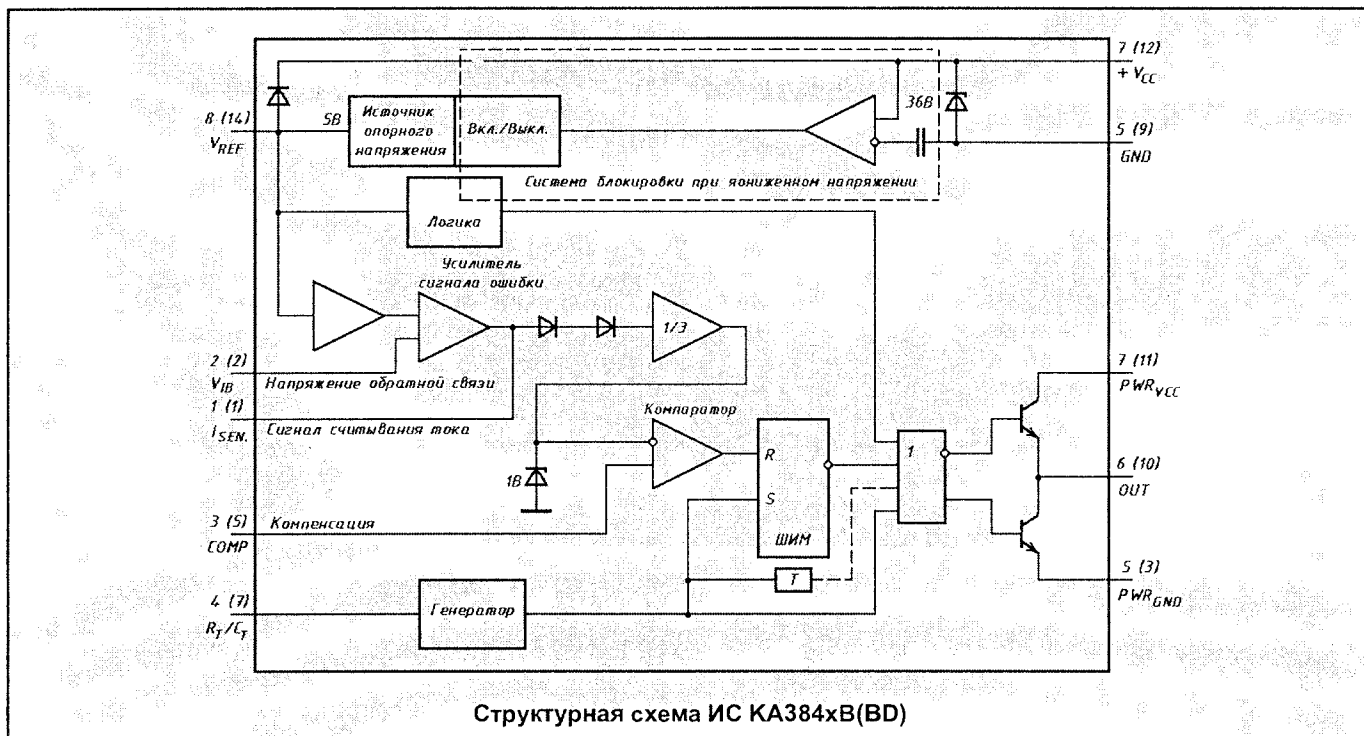 7 (12)
+ V_CC
36В
5В
Источник
опорного
напряжения
Вкл./Выкл.
8 (14)
V_REF
5 (9)
GND
Система блокировки при яониженном напряжении
Логика
Усилитель
сигнала ошибки
1/3
2 (2)
V_IB
Напряжение обратной связи
7 (11)
PWR_VCC
1 (1)
I_SEN.
Сигнал считывания тока
Компаратор
R
1
1В
S
6 (10)
OUT
3 (5)
Компенсация
COMP
ШИМ
T
5 (3)
PWR_GND
4 (7)
R_T/C_T
Генератор
Структурная схема ИС KA384xB(BD)